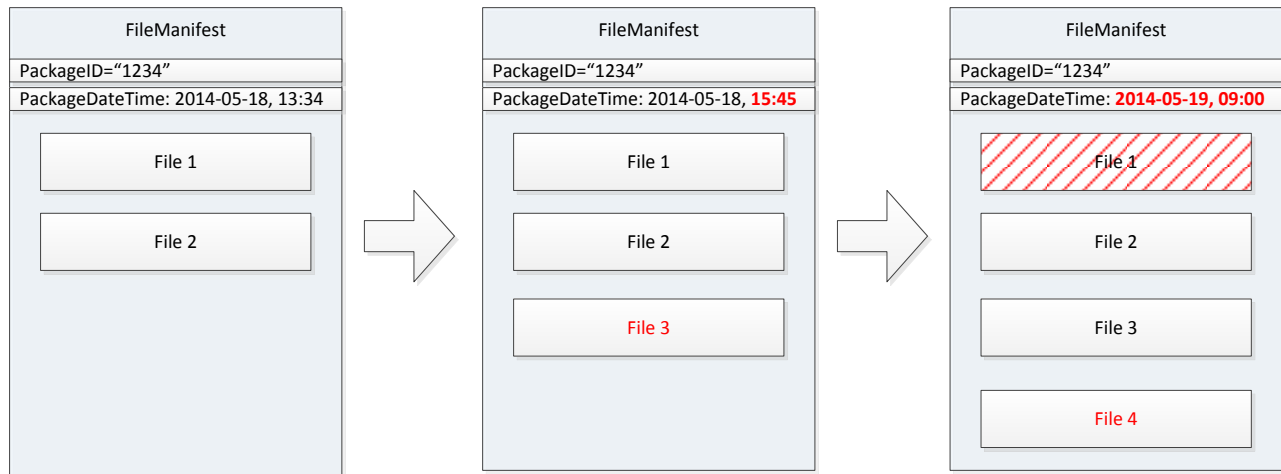 FileManifest
PackageID=“1234”
PackageDateTime: 2014-05-18, 13:34
File 1
File 2
FileManifest
PackageID=“1234”
PackageDateTime: 2014-05-18, 15:45
File 1
File 2
File 3
FileManifest
PackageID=“1234”
PackageDateTime: 2014-05-19, 09:00
File 1
File 2
File 3
File 4